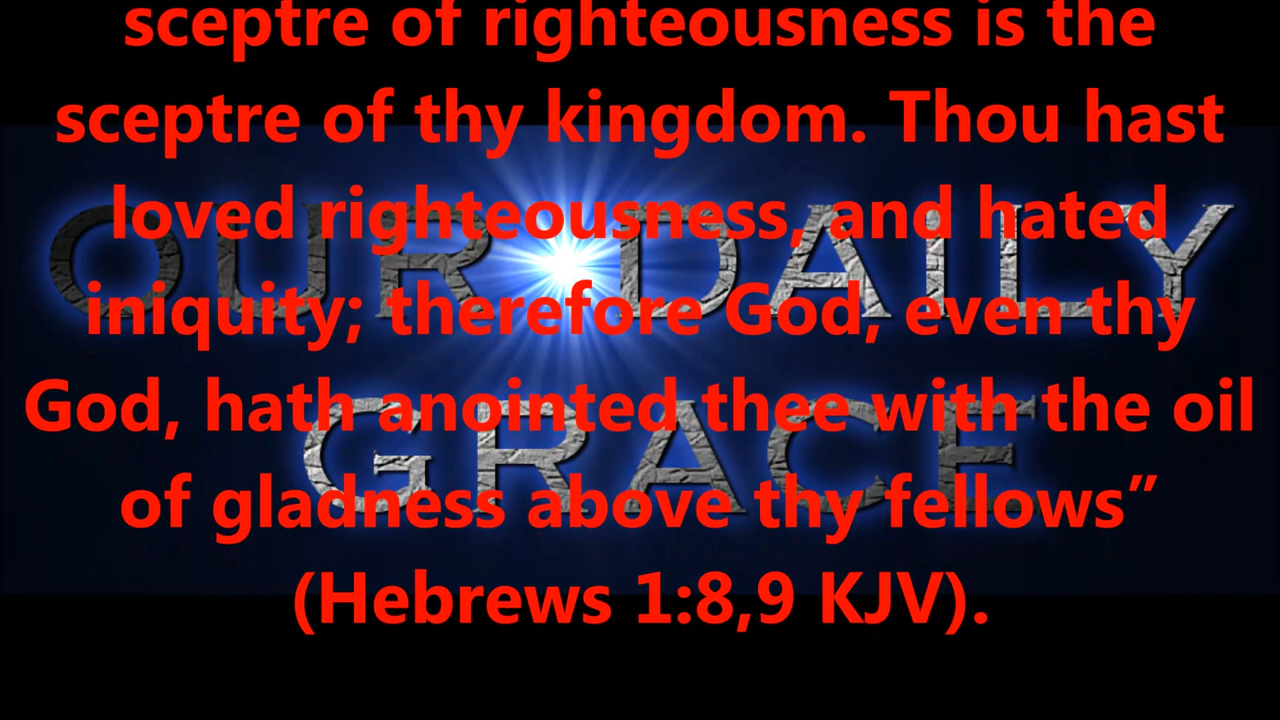 sceptre of righteousness is the
sceptre of thy kingdom. Thou hast
loved righteousness, and hated
iniquity; therefore God, even thy
God, hath anointed thee with the oil
of gladness above thy fellows”
(Hebrews 1:8,9 KJV).
OUR DAILY
GRACE